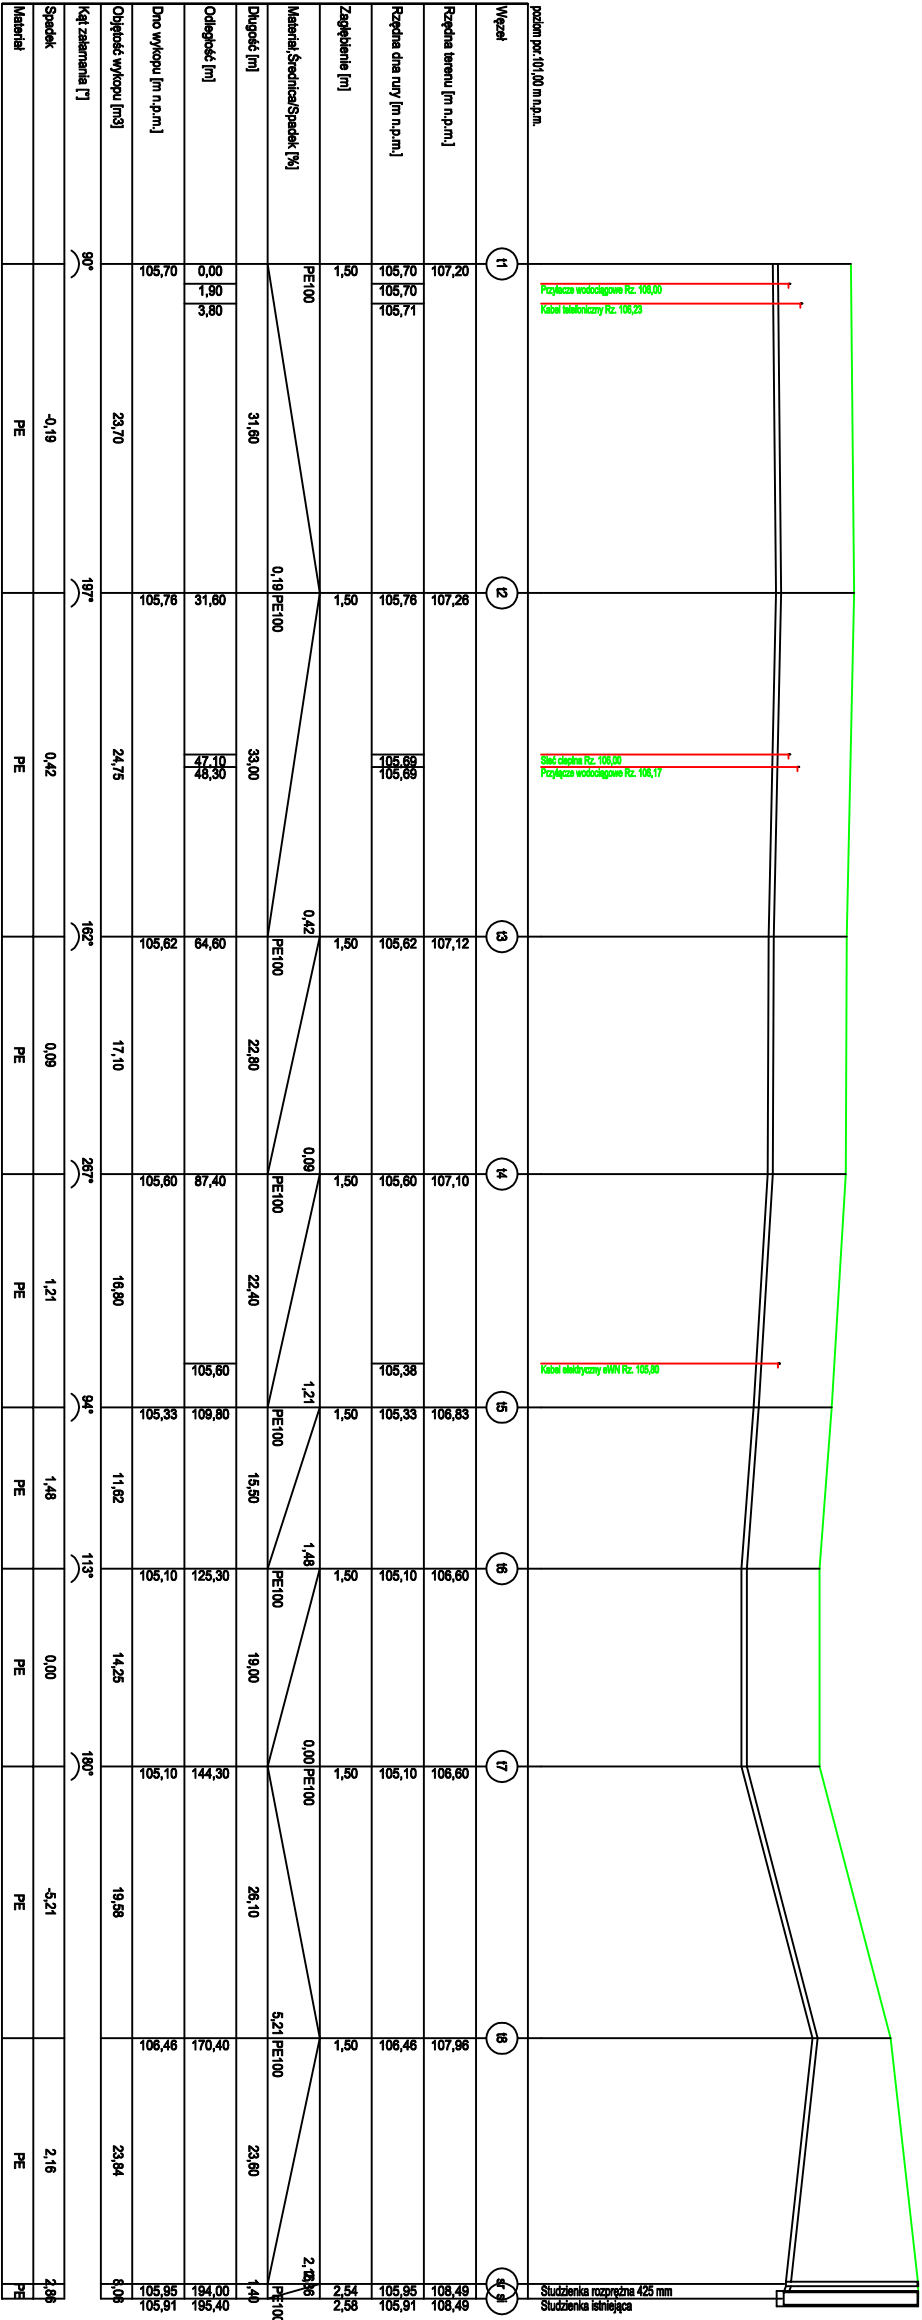 poziom por.101,00 m n.p.m.
Przyłącze wodociągowe Rz. 106,00
Kabel telefoniczny Rz. 106,23
Sieć cieplna Rz. 106,00
Przyłącze wodociągowe Rz. 106,17
Kabel elektryczny eWN Rz. 105,80
Studzienka rozprężna 425 mm
Studzienka istniejąca
Węzeł t1 t2 t3 t4 t5 t6 t7 t8 sr si
Rzędna terenu [m n.p.m.] 107,20 107,26 107,12 107,10 106,83 106,60 106,60 107,96 108,49 108,49
Rzędna dna rury [m n.p.m.] 105,70 105,70 105,71 105,76 105,69 105,69 105,62 105,60 105,38 105,33 105,10 105,10 106,46 105,95 105,91
Zagłębienie [m] 1,50 1,50 1,50 1,50 1,50 1,50 1,50 1,50 2,54 2,58
Materiał\Średnica/Spadek [%] PE100 0,19 PE100 0,42 PE100 0,09 PE100 1,21 PE100 1,48 PE100 0,00 PE100 5,21 PE100 PE100
Długość [m] 31,60 33,00 22,80 22,40 15,50 19,00 26,10 23,60 1,40
Odległość [m] 0,00 1,90 3,80 31,60 47,10 48,30 64,60 87,40 105,60 109,80 125,30 144,30 170,40 194,00 195,40
Dno wykopu [m n.p.m.] 105,70 105,76 105,62 105,60 105,33 105,10 105,10 106,46 105,95 105,91
Objętość wykopu [m3] 23,70 24,75 17,10 16,80 11,62 14,25 19,58 23,84 8,06
Kąt załamania [°] 90° 197° 162° 267° 94° 113° 180°
Spadek -0,19 0,42 0,09 1,21 1,48 0,00 -5,21 2,16 2,86
Materiał PE PE PE PE PE PE PE PE PE